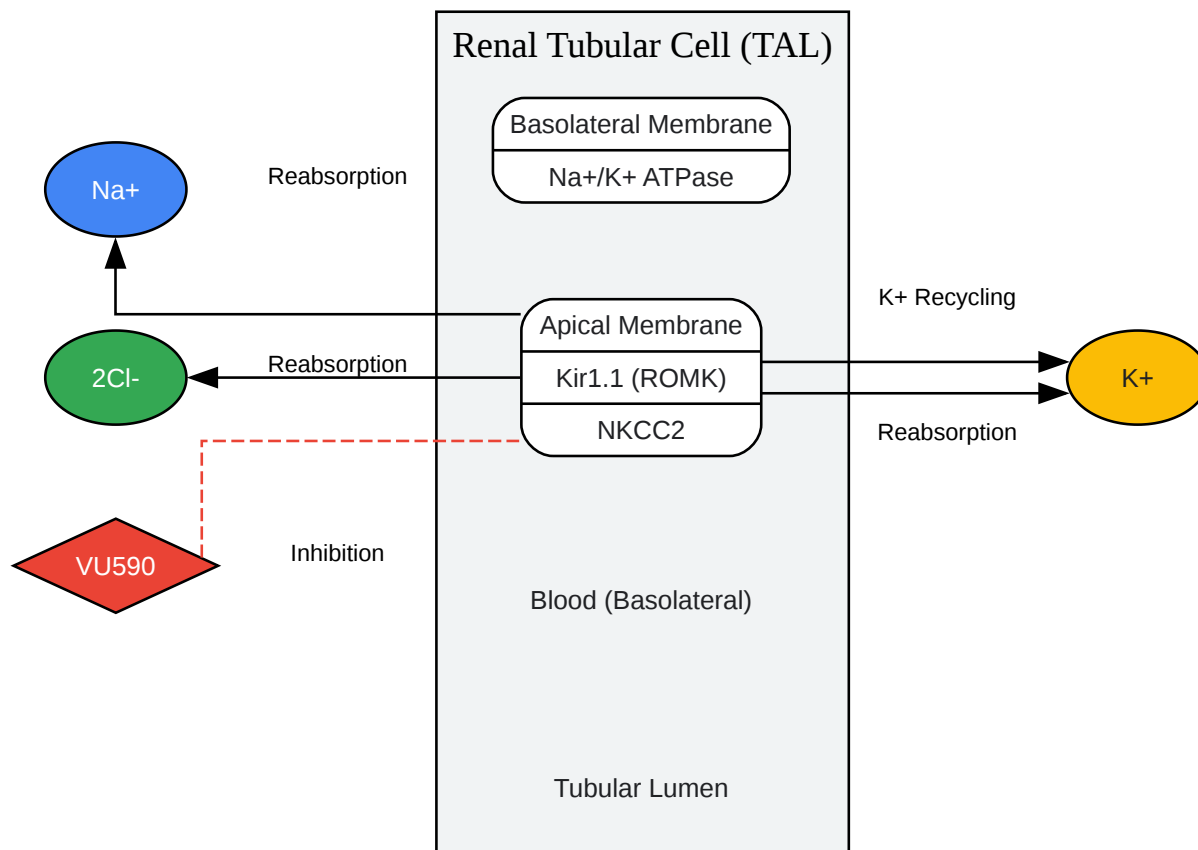 Renal Tubular Cell (TAL)
Basolateral Membrane
Na+/K+ ATPase
Na+
Reabsorption
K+ Recycling
Apical Membrane
Kir1.1 (ROMK)
NKCC2
2Cl-
Reabsorption
K+
Reabsorption
VU590
Inhibition
Blood (Basolateral)
Tubular Lumen